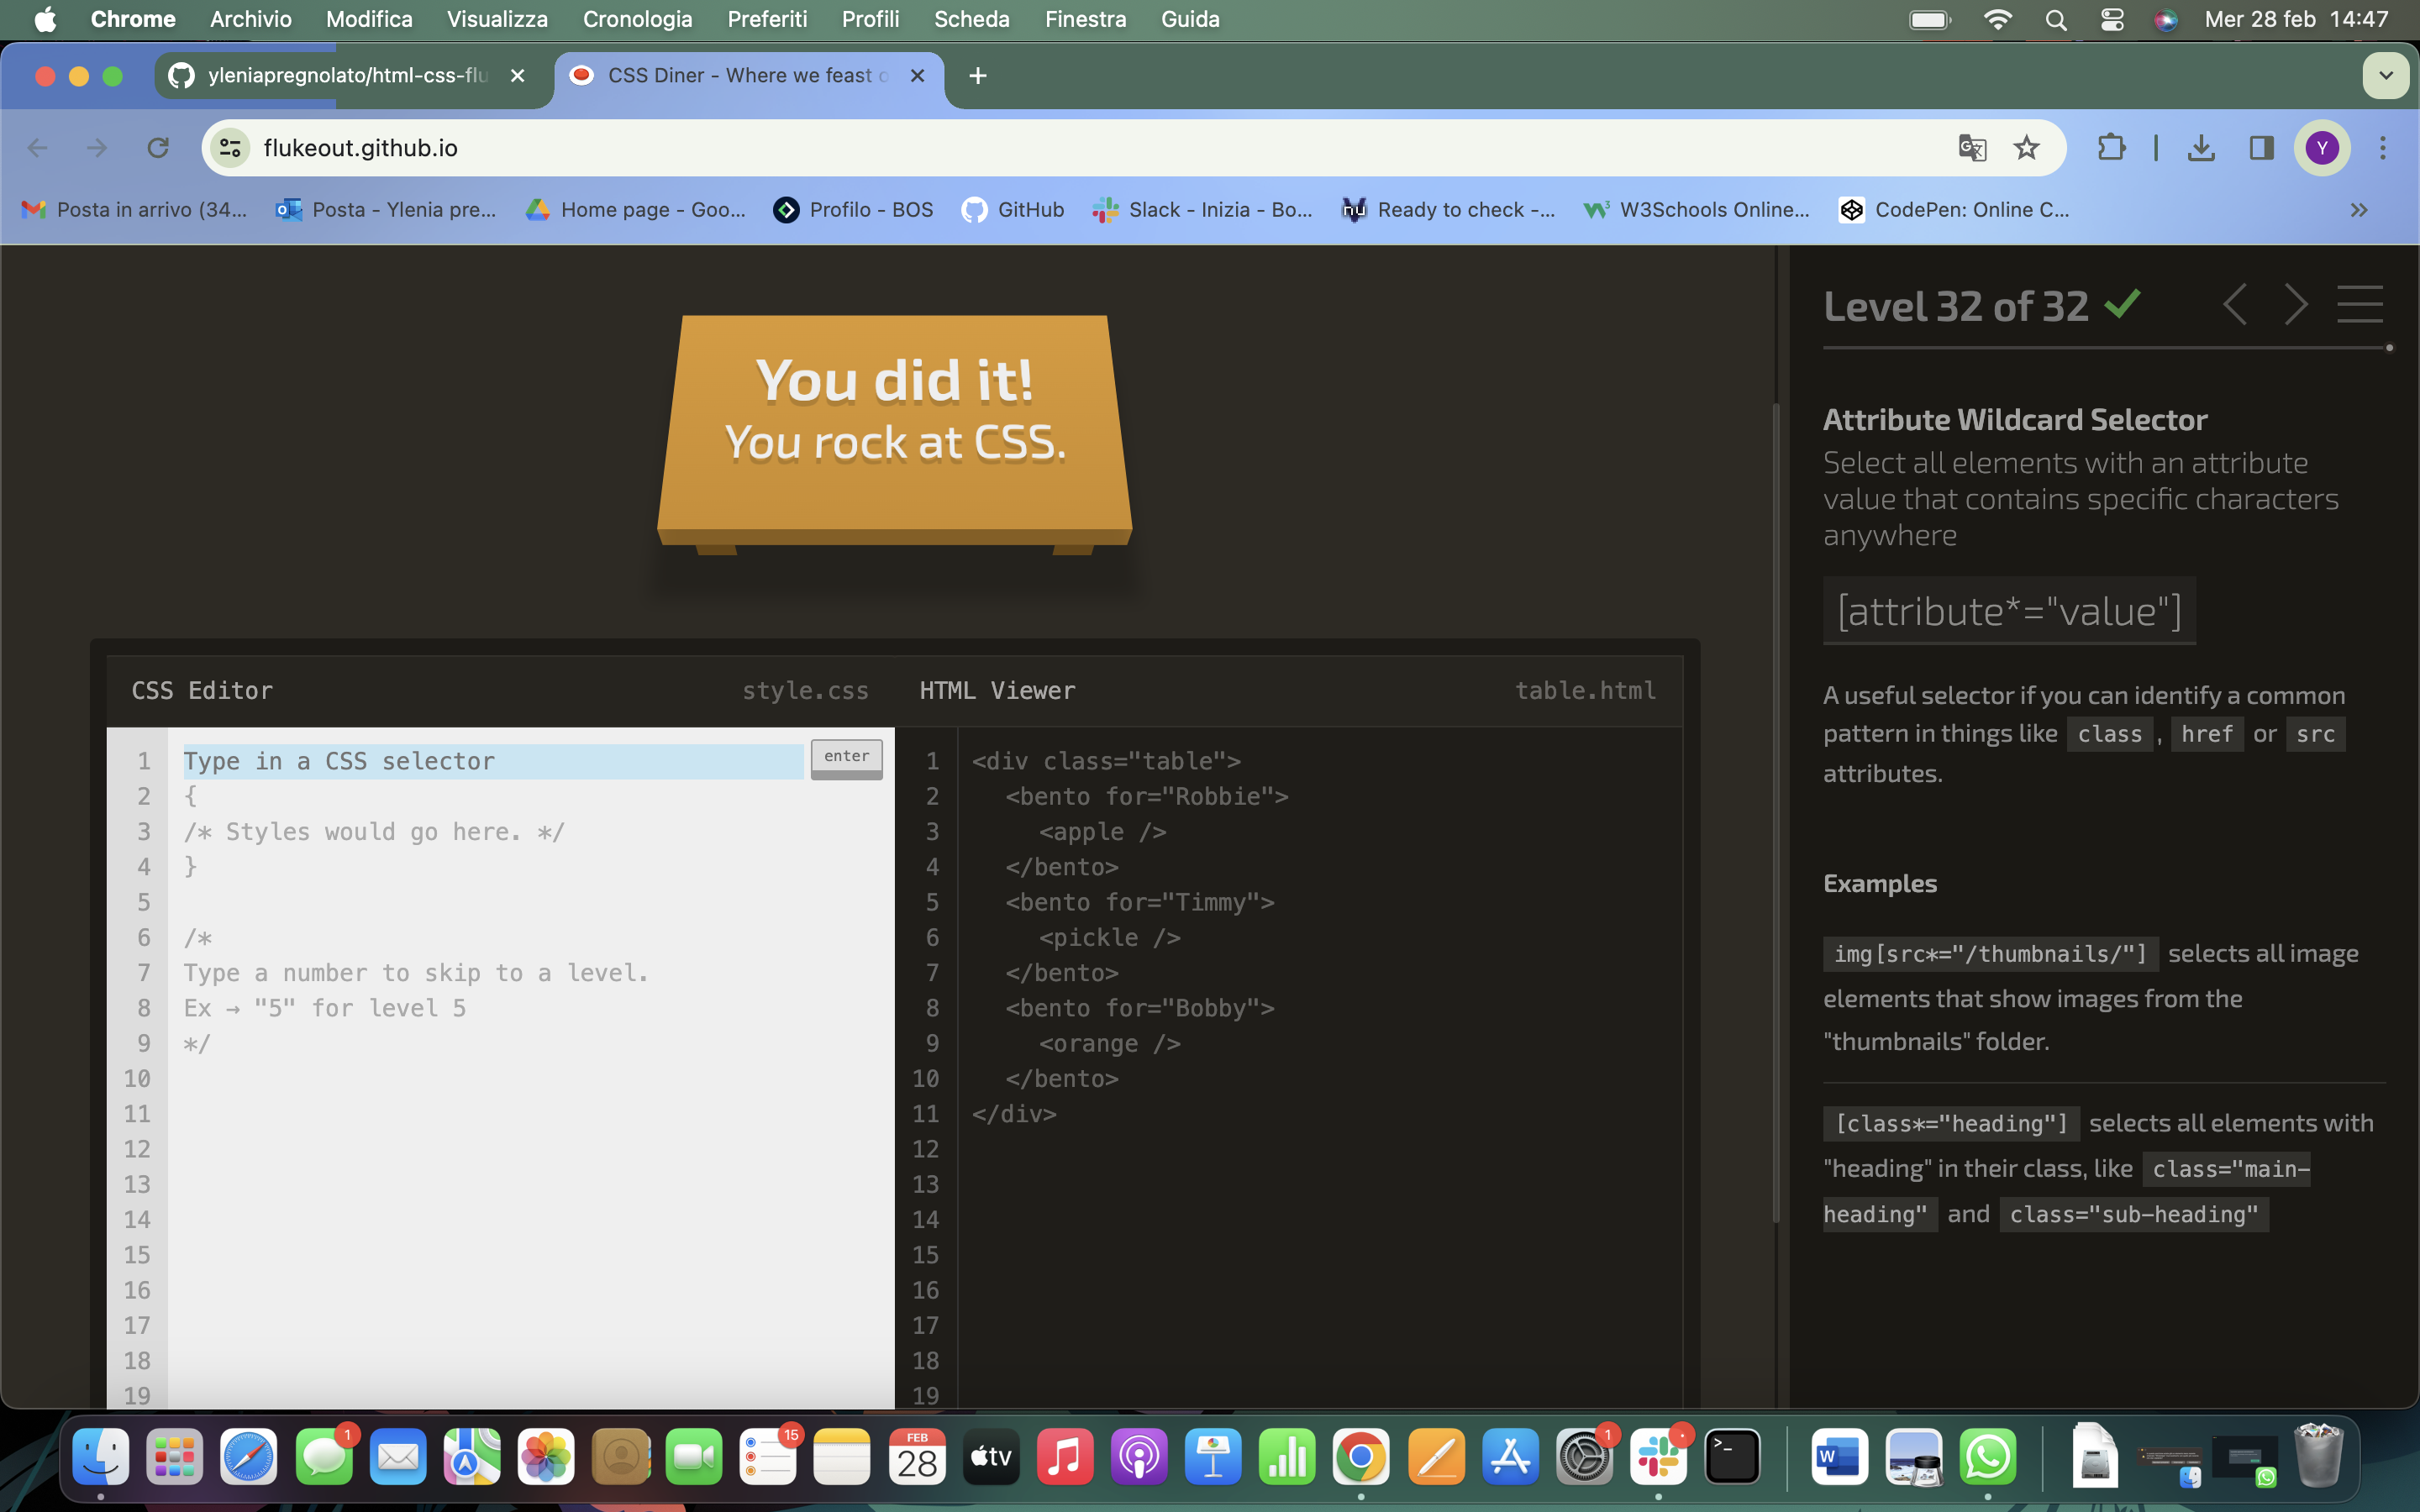 Chrome Archivio Modifica Visualizza Cronologia Preferiti Profili Scheda Finestra Guida Mer 28 feb 14:47
yleniapregnolato/html-css-flu CSS Diner - Where we feast o
flukeout.github.io Y
Posta in arrivo (34... Posta - Ylenia pre... Home page - Goo... Profilo - BOS GitHub Slack - Inizia - Bo... Ready to check -... W3Schools Online... CodePen: Online C...
You did it!
You rock at CSS.
CSS Editor style.css
1 Type in a CSS selector enter
2 {
3 /* Styles would go here. */
4 }
5
6 /*
7 Type a number to skip to a level.
8 Ex → "5" for level 5
9 */
10
11
12
13
14
15
16
17
18
19
HTML Viewer table.html
1 <div class="table">
2 <bento for="Robbie">
3 <apple />
4 </bento>
5 <bento for="Timmy">
6 <pickle />
7 </bento>
8 <bento for="Bobby">
9 <orange />
10 </bento>
11 </div>
12
13
14
15
16
17
18
19
Level 32 of 32
Attribute Wildcard Selector
Select all elements with an attribute
value that contains specific characters
anywhere
[attribute*="value"]
A useful selector if you can identify a common
pattern in things like class , href or src
attributes.
Examples
img[src*="/thumbnails/"] selects all image
elements that show images from the
"thumbnails" folder.
[class*="heading"] selects all elements with
"heading" in their class, like class="main-
heading" and class="sub-heading"
1 15 FEB 28 tv 1 >_ W